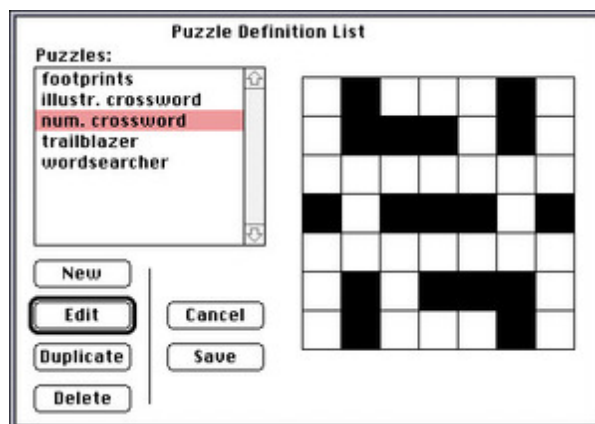 Puzzle Definition List
Puzzles:
footprints
illustr. crossword
num. crossword
trailblazer
wordsearcher
New
Edit
Cancel
Duplicate
Save
Delete